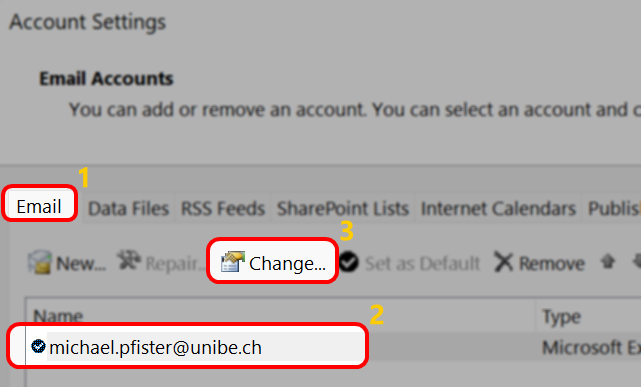 Account Settings
Email Accounts
You can add or remove an account. You can select an account and
1
Email Data Files RSS Feeds SharePoint Lists Internet Calendars
3
New... Repair... Change... Set as Default Remove
Name Type
2
michael.pfister@unibe.ch Microsoft